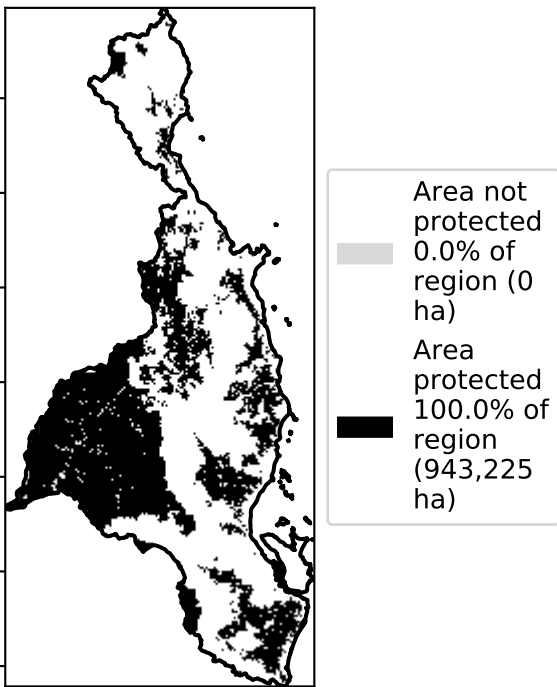 Area not
protected
0.0% of
region (0
ha)
Area
protected
100.0% of
region
(943,225
ha)